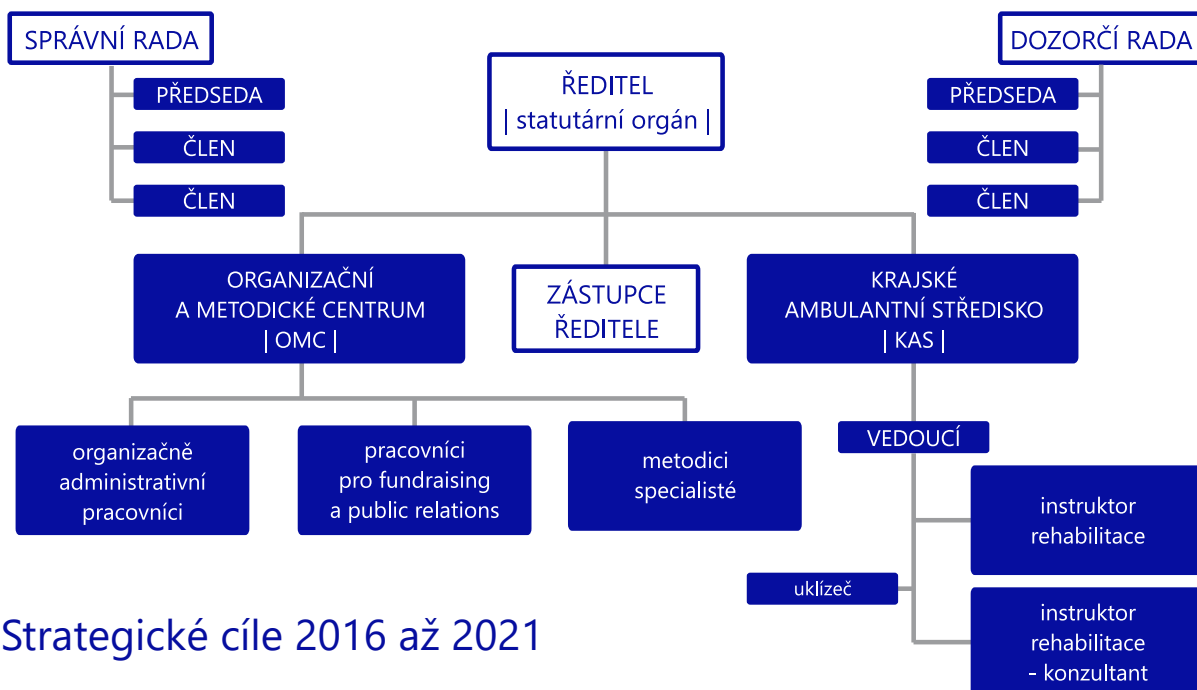 SPRÁVNÍ RADA
PŘEDSEDA
ČLEN
ČLEN
ŘEDITEL
| statutární orgán |
DOZORČÍ RADA
PŘEDSEDA
ČLEN
ČLEN
ORGANIZAČNÍ
A METODICKÉ CENTRUM
| OMC |
ZÁSTUPCE
ŘEDITELE
KRAJSKÉ
AMBULANTNÍ STŘEDISKO
| KAS |
organizačně
administrativní
pracovníci
pracovníci
pro fundraising
a public relations
metodici
specialisté
VEDOUCÍ
instruktor
rehabilitace
uklízeč
instruktor
rehabilitace
- konzultant
Strategické cíle 2016 až 2021